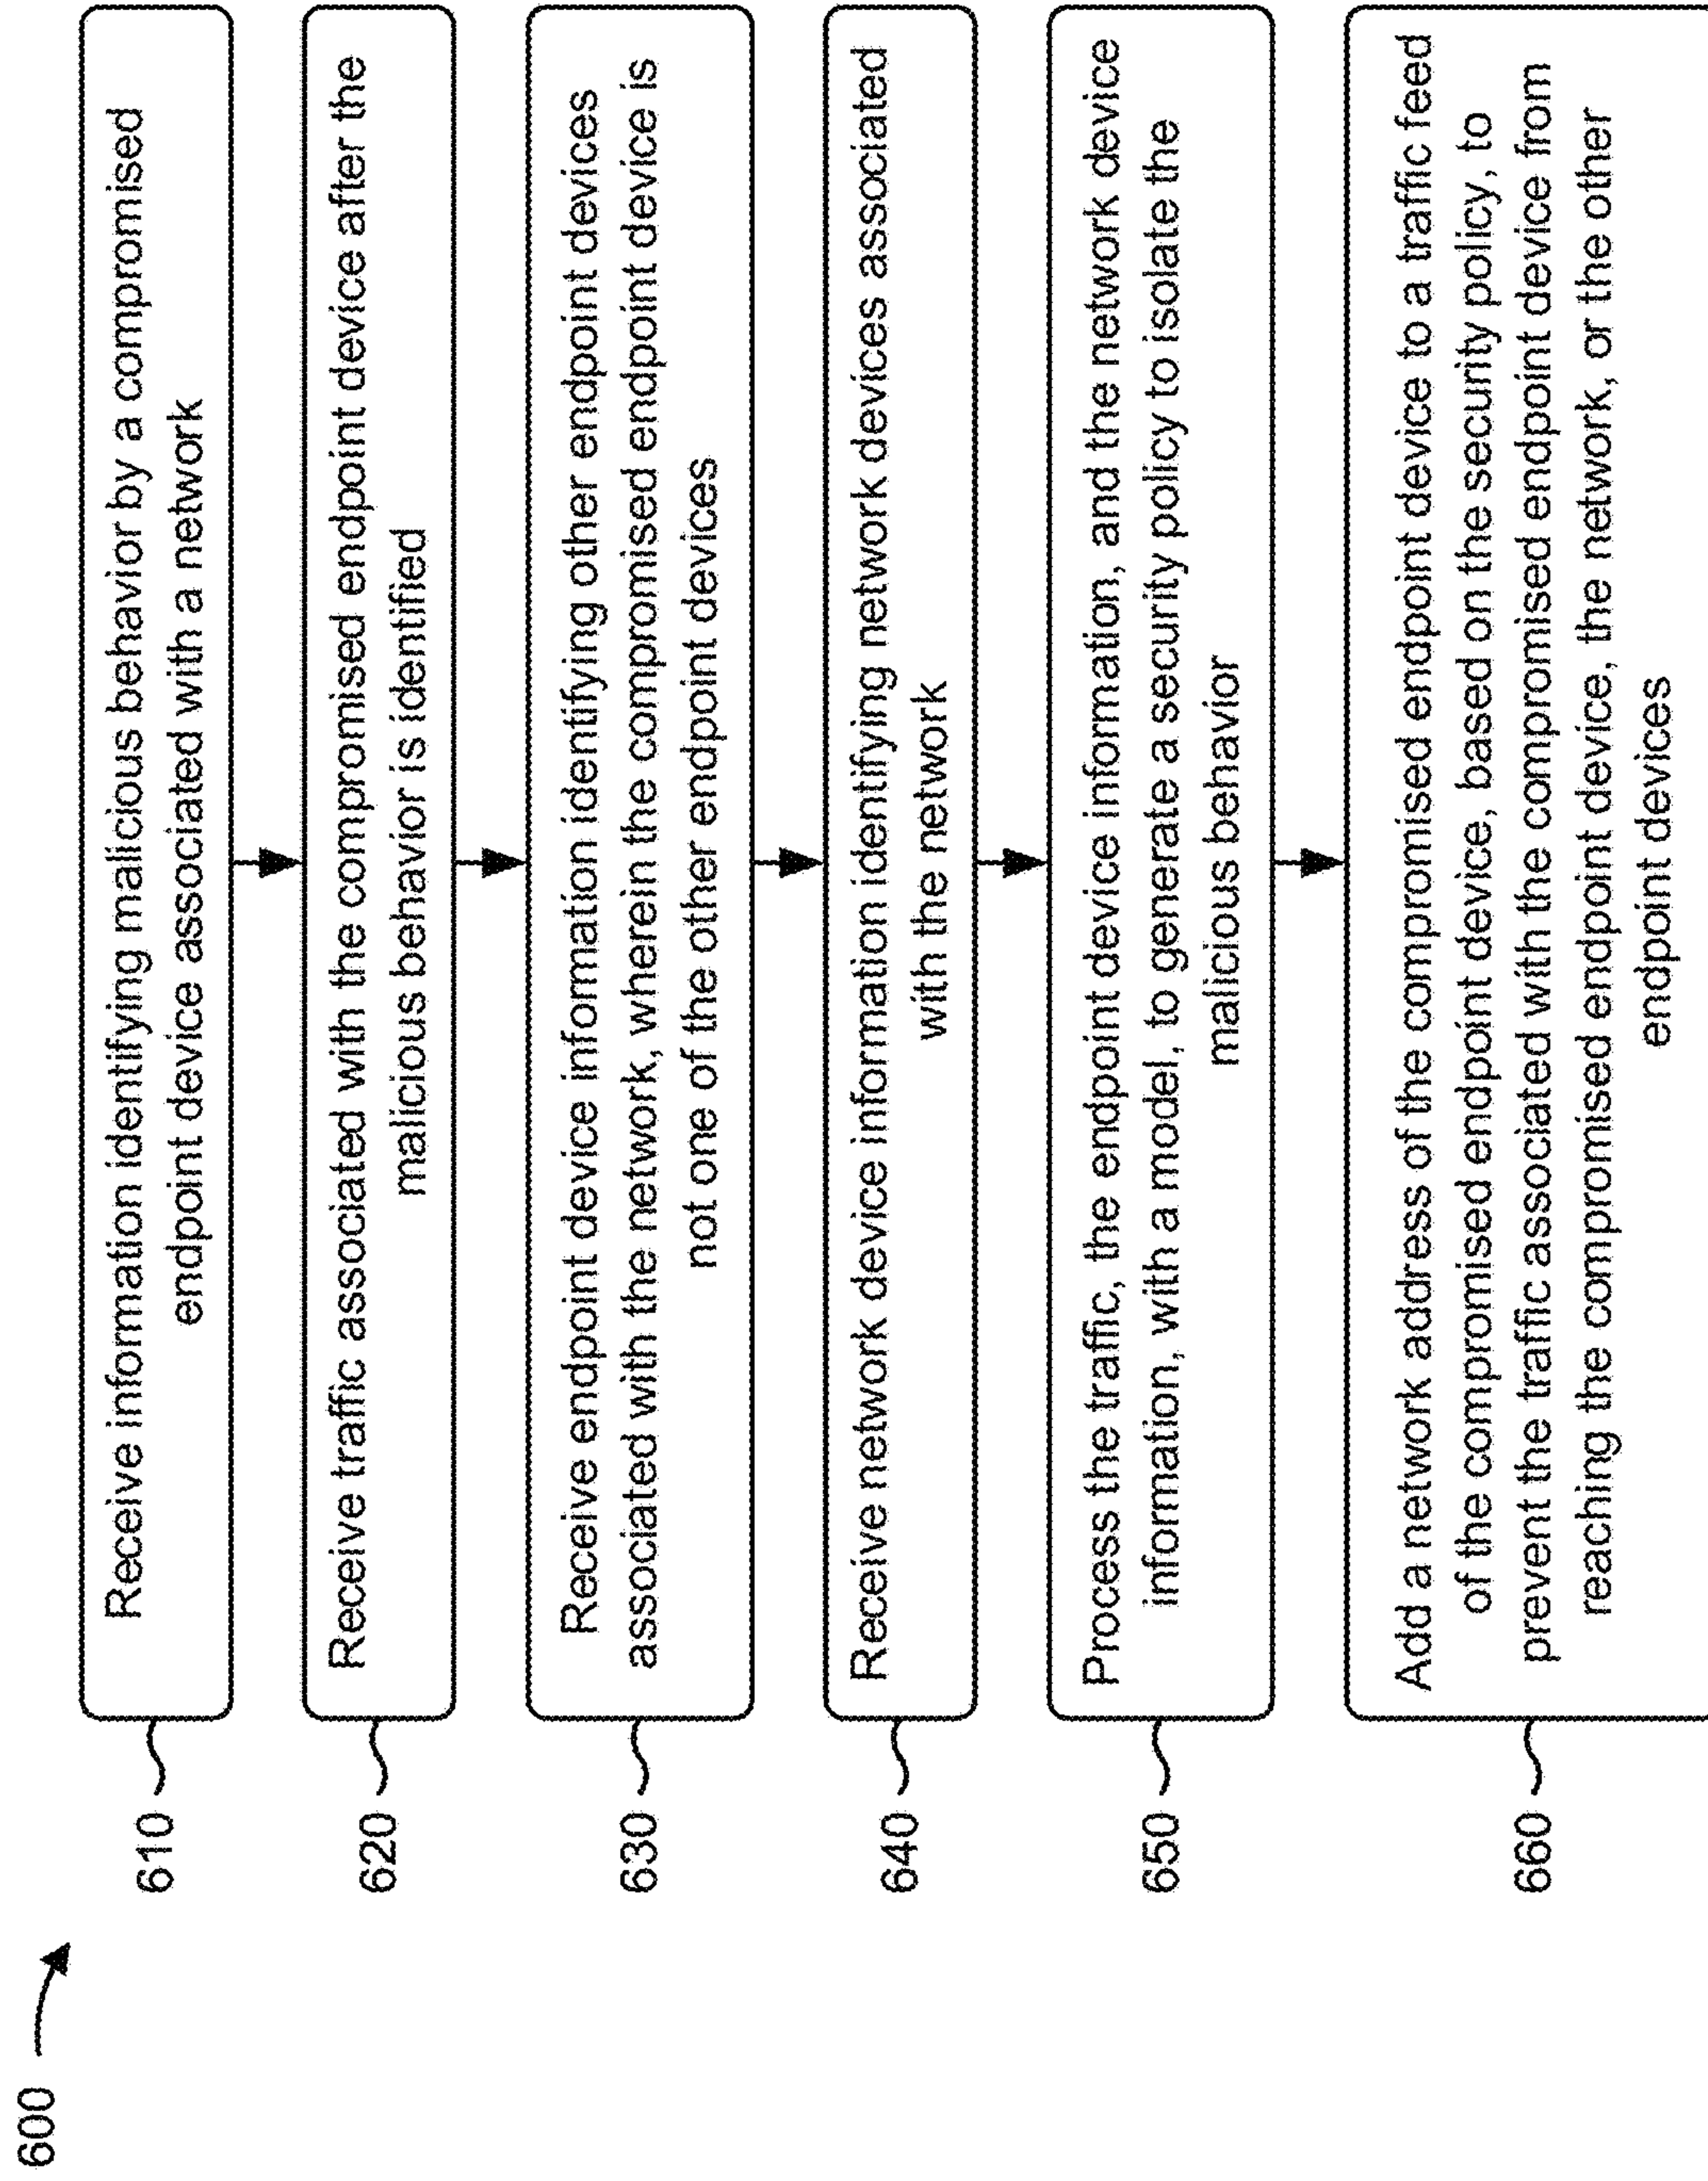 600
610
Receive information identifying malicious behavior by a compromised
endpoint device associated with a network
620
Receive traffic associated with the compromised endpoint device after the
malicious behavior is identified
630
Receive endpoint device information identifying other endpoint devices
associated with the network, wherein the compromised endpoint device is
not one of the other endpoint devices
640
Receive network device information identifying network devices associated
with the network
650
Process the traffic, the endpoint device information, and the network device
information, with a model, to generate a security policy to isolate the
malicious behavior
660
Add a network address of the compromised endpoint device to a traffic feed
of the compromised endpoint device, based on the security policy, to
prevent the traffic associated with the compromised endpoint device from
reaching the compromised endpoint device, the network, or the other
endpoint devices